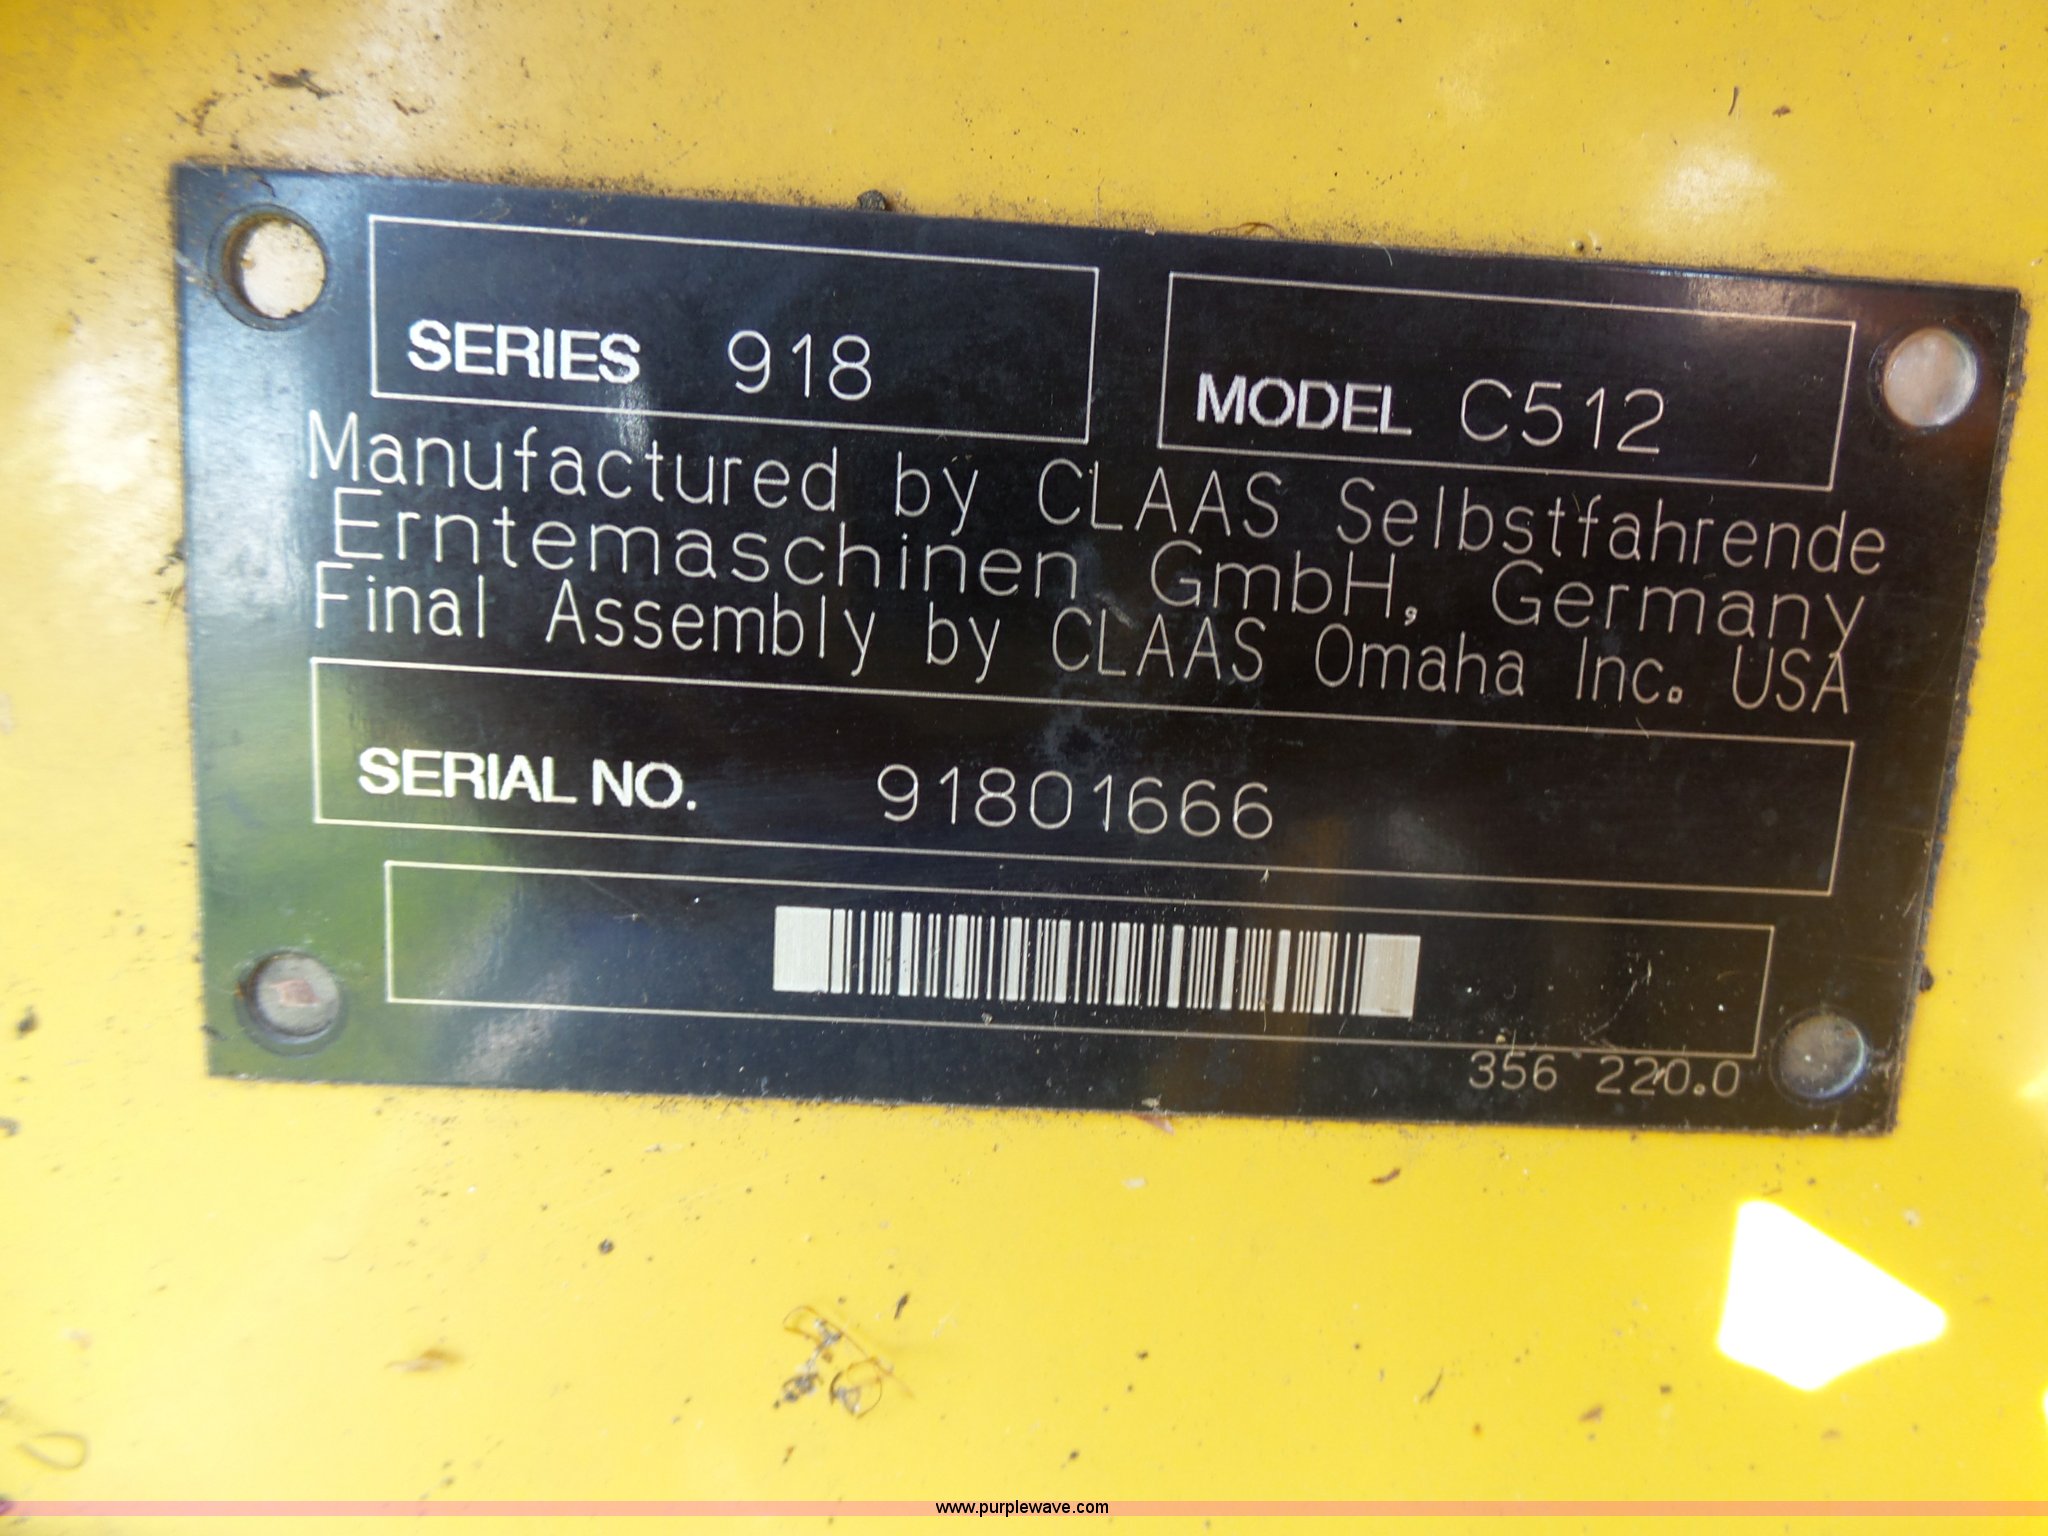 SERIES 918
MODEL C512
Manufactured by CLAAS Selbstfahrende
Erntemaschinen GmbH, Germany
Final Assembly by CLAAS Omaha Inc. USA
SERIAL NO. 91801666
356 220.0
www.purplewave.com